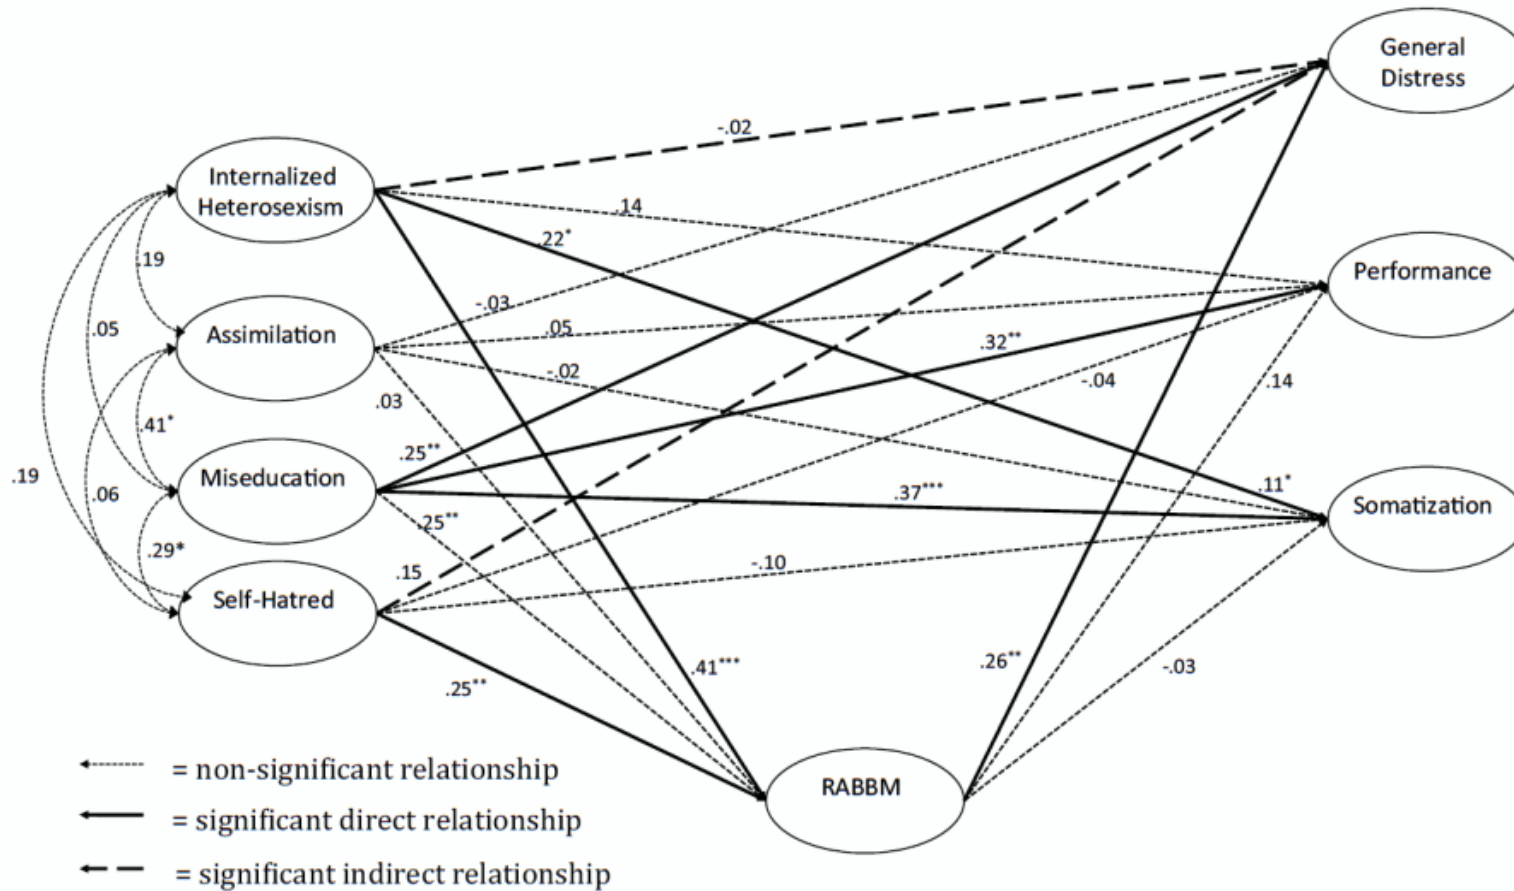 General
Distress
-.02
Internalized
Heterosexism
.14
.22*
.19
Performance
-.03
.05
Assimilation
.05
.32**
-.02
-.04
.14
.03
.41*
.25**
.19
.06
Miseducation
.37***
.11*
Somatization
.25**
.29*
-.10
.15
Self-Hatred
.41***
.26**
-.03
.25**
= non-significant relationship
RABBM
= significant direct relationship
= significant indirect relationship